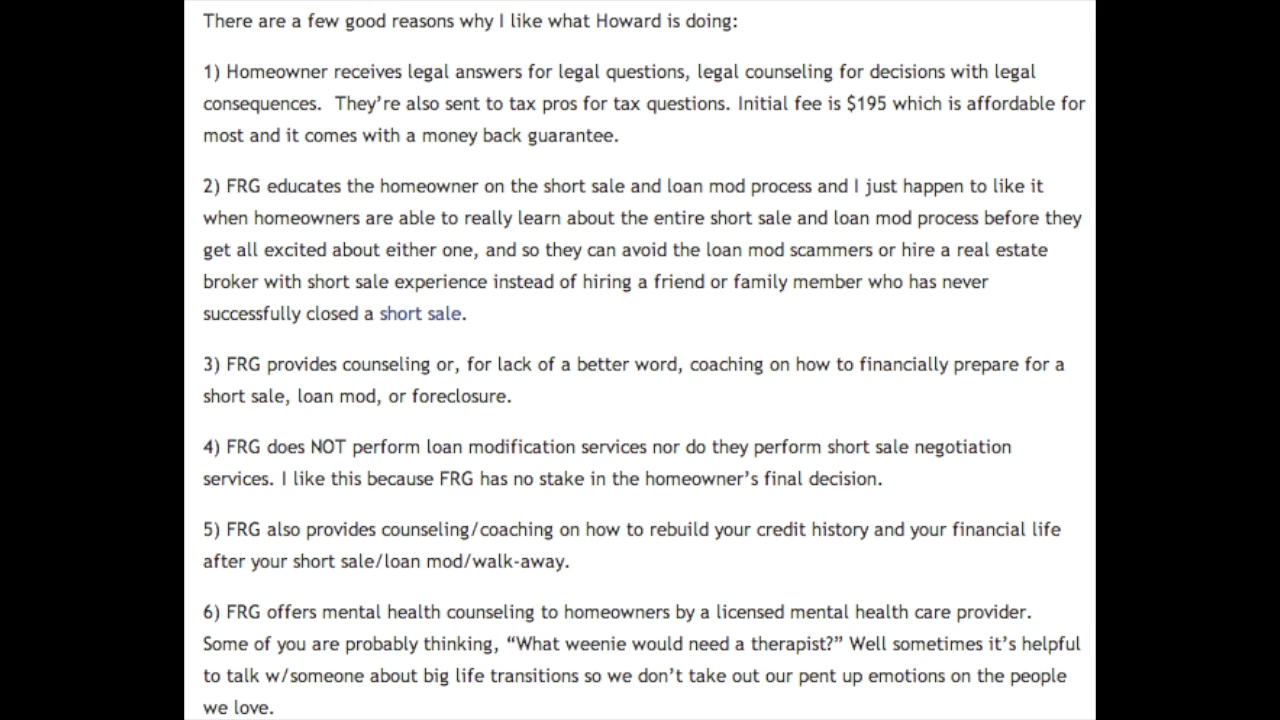 There are a few good reasons why I like what Howard is doing:
1) Homeowner receives legal answers for legal questions, legal counseling for decisions with legal
consequences.  They’re also sent to tax pros for tax questions. Initial fee is $195 which is affordable for
most and it comes with a money back guarantee.
2) FRG educates the homeowner on the short sale and loan mod process and I just happen to like it
when homeowners are able to really learn about the entire short sale and loan mod process before they
get all excited about either one, and so they can avoid the loan mod scammers or hire a real estate
broker with short sale experience instead of hiring a friend or family member who has never
successfully closed a short sale.
3) FRG provides counseling or, for lack of a better word, coaching on how to financially prepare for a
short sale, loan mod, or foreclosure.
4) FRG does NOT perform loan modification services nor do they perform short sale negotiation
services. I like this because FRG has no stake in the homeowner’s final decision.
5) FRG also provides counseling/coaching on how to rebuild your credit history and your financial life
after your short sale/loan mod/walk-away.
6) FRG offers mental health counseling to homeowners by a licensed mental health care provider.
Some of you are probably thinking, “What weenie would need a therapist?” Well sometimes it’s helpful
to talk w/someone about big life transitions so we don’t take out our pent up emotions on the people
we love.